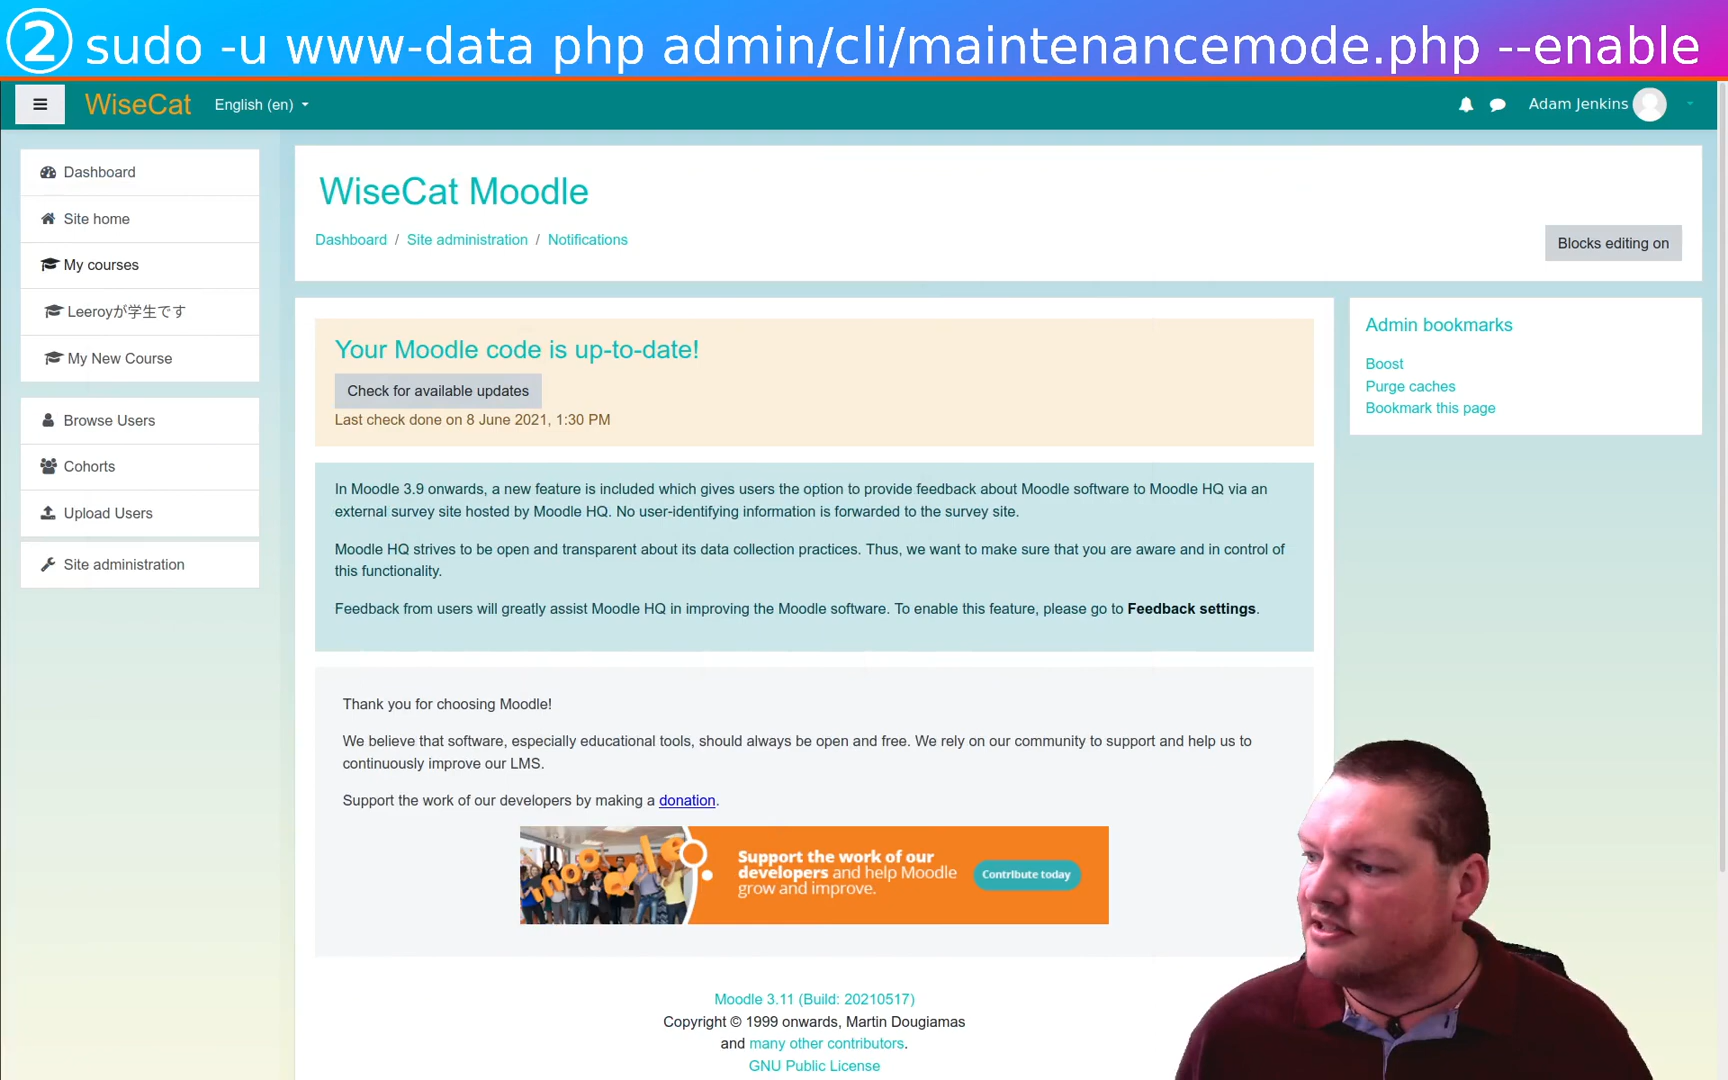 ② sudo -u www-data php admin/cli/maintenancemode.php --enable
WiseCat English (en) Adam Jenkins
Dashboard
Site home
My courses
Leeroyが学生です
My New Course
Browse Users
Cohorts
Upload Users
Site administration
WiseCat Moodle
Dashboard / Site administration / Notifications
Blocks editing on
Your Moodle code is up-to-date!
Check for available updates
Last check done on 8 June 2021, 1:30 PM
In Moodle 3.9 onwards, a new feature is included which gives users the option to provide feedback about Moodle software to Moodle HQ via an
external survey site hosted by Moodle HQ. No user-identifying information is forwarded to the survey site.
Moodle HQ strives to be open and transparent about its data collection practices. Thus, we want to make sure that you are aware and in control of
this functionality.
Feedback from users will greatly assist Moodle HQ in improving the Moodle software. To enable this feature, please go to Feedback settings.
Thank you for choosing Moodle!
We believe that software, especially educational tools, should always be open and free. We rely on our community to support and help us to
continuously improve our LMS.
Support the work of our developers by making a donation.
moodle
Support the work of our
developers and help Moodle
grow and improve.
Contribute today
Moodle 3.11 (Build: 20210517)
Copyright © 1999 onwards, Martin Dougiamas
and many other contributors.
GNU Public License
Admin bookmarks
Boost
Purge caches
Bookmark this page